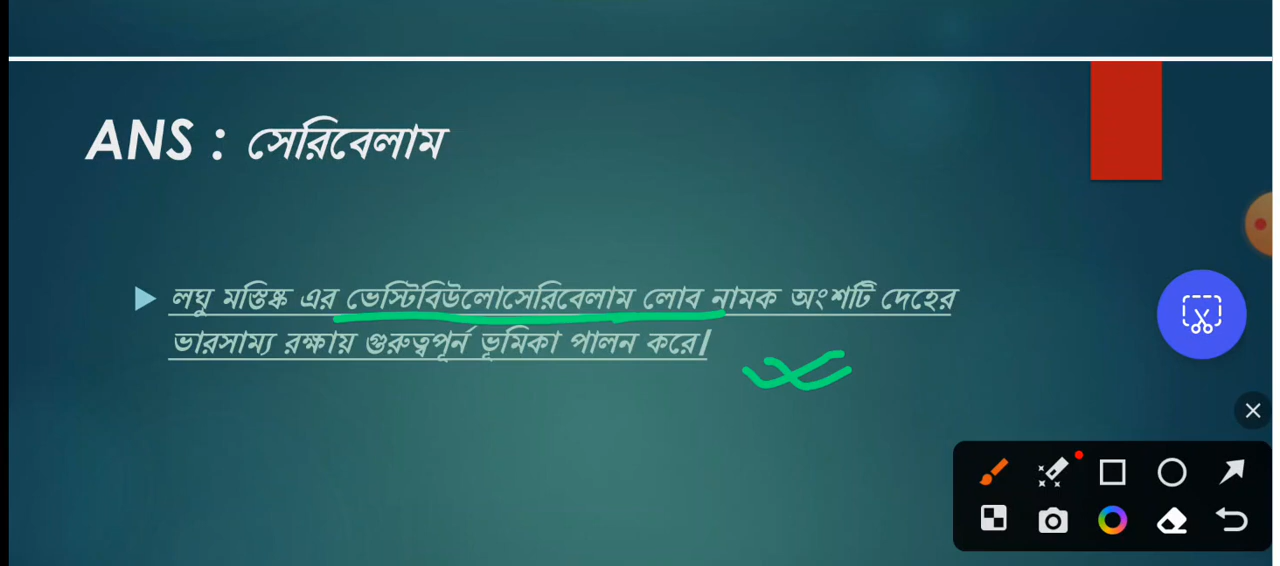 ANS : সেরিবেলাম
লঘু মস্তিষ্ক এর ভেস্টিবিউলোসেরিবেলাম লোব নামক অংশটি দেহের
ভারসাম্য রক্ষায় গুরুত্বপূর্ন ভূমিকা পালন করে।